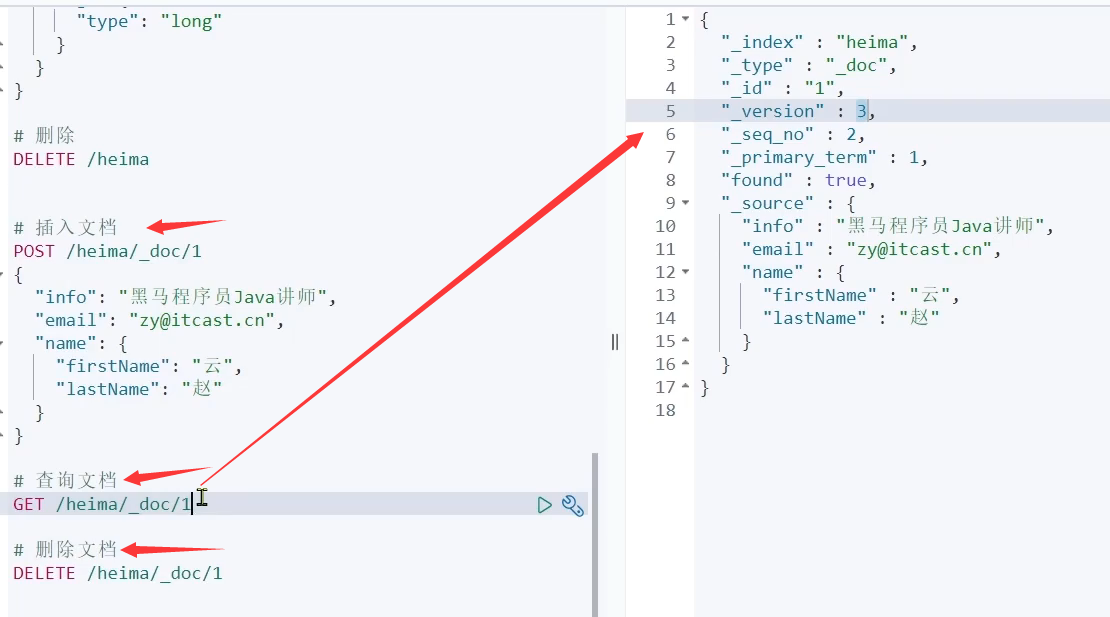 "type": "long"
}
}
}
# 删除
DELETE /heima
# 插入文档
POST /heima/_doc/1
{
"info": "黑马程序员Java讲师",
"email": "zy@itcast.cn",
"name": {
"firstName": "云",
"lastName": "赵"
}
}
# 查询文档
GET /heima/_doc/1
# 删除文档
DELETE /heima/_doc/1
1 {
2 "_index" : "heima",
3 "_type" : "_doc",
4 "_id" : "1",
5 "_version" : 3,
6 "_seq_no" : 2,
7 "_primary_term" : 1,
8 "found" : true,
9 "_source" : {
10 "info" : "黑马程序员Java讲师",
11 "email" : "zy@itcast.cn",
12 "name" : {
13 "firstName" : "云",
14 "lastName" : "赵"
15 }
16 }
17 }
18